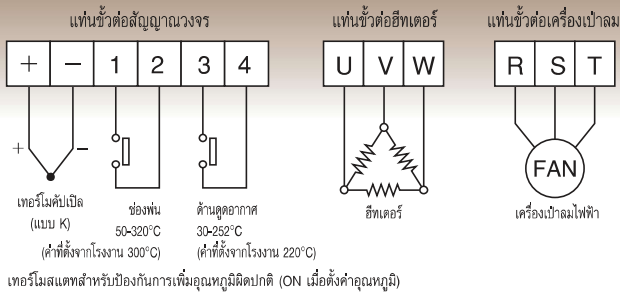 แท่นขั้วต่อสัญญาณวงจร แท่นขั้วต่อฮีทเตอร์ แท่นขั้วต่อเครื่องเป่าลม
+ − 1 2 3 4 U V W R S T
+ −
FAN
เทอร์โมคัปเปิล ช่องพ่น ด้านดูดอากาศ ฮีทเตอร์ เครื่องเป่าลมไฟฟ้า
(แบบ K) 50-320°C 30-252°C
(ค่าที่ตั้งจากโรงงาน 300°C) (ค่าที่ตั้งจากโรงงาน 220°C)
เทอร์โมสแตทสำหรับป้องกันการเพิ่มอุณหภูมิผิดปกติ (ON เมื่อตั้งค่าอุณหภูมิ)